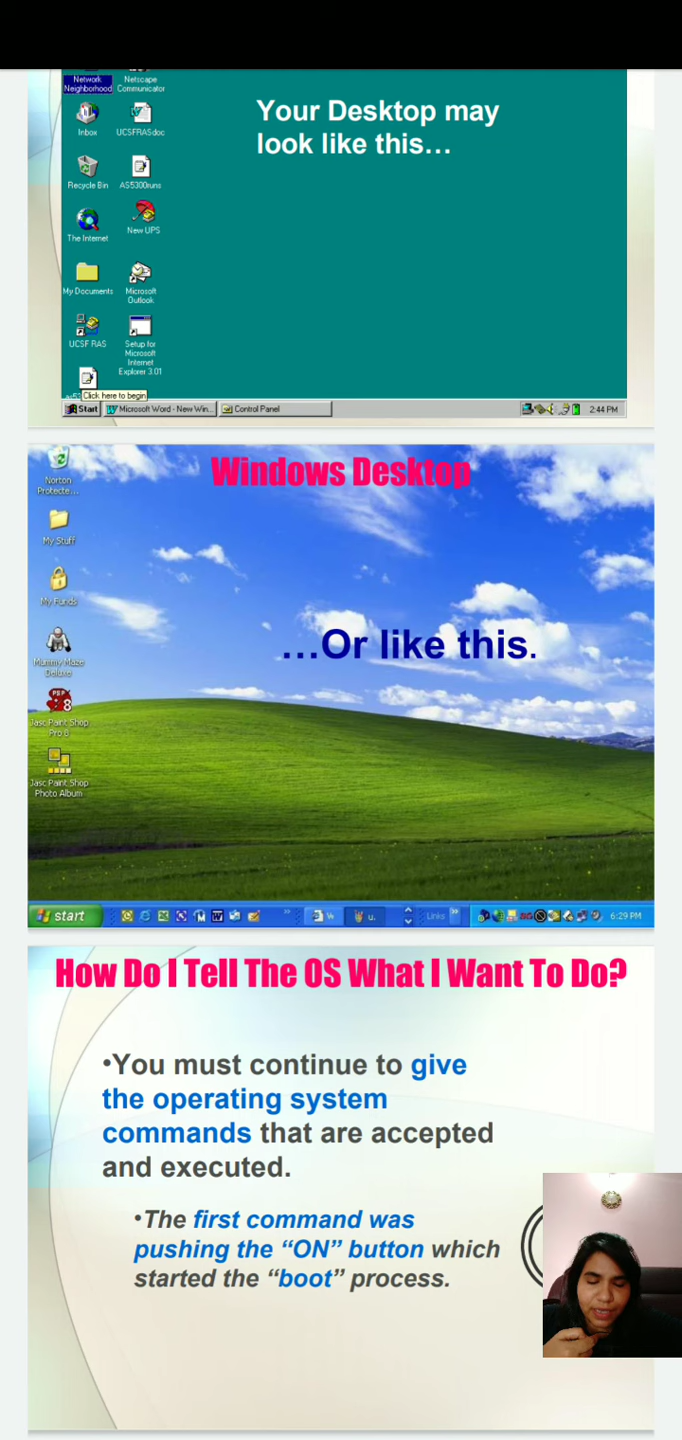 Network
Neighborhood
Netscape
Communicator
Your Desktop may
look like this...
Inbox
UCSFRASdoc
Recycle Bin
AS5300runs
The Internet
New UPS
My Documents
Microsoft
Outlook
UCSF RAS
Setup for
Microsoft
Internet
Explorer 3.01
Click here to begin
Start
Microsoft Word - New Win...
Control Panel
2:44 PM
Windows Desktop
Norton
Protecte...
My Stuff
My Funds
...Or like this.
Mummy Maze
Deluxe
Jasc Paint Shop
Pro 8
Jasc Paint Shop
Photo Album
start
u.
Links
6:29 PM
How Do I Tell The OS What I Want To Do?
•You must continue to give
the operating system
commands that are accepted
and executed.
•The first command was
pushing the “ON” button which
started the “boot” process.